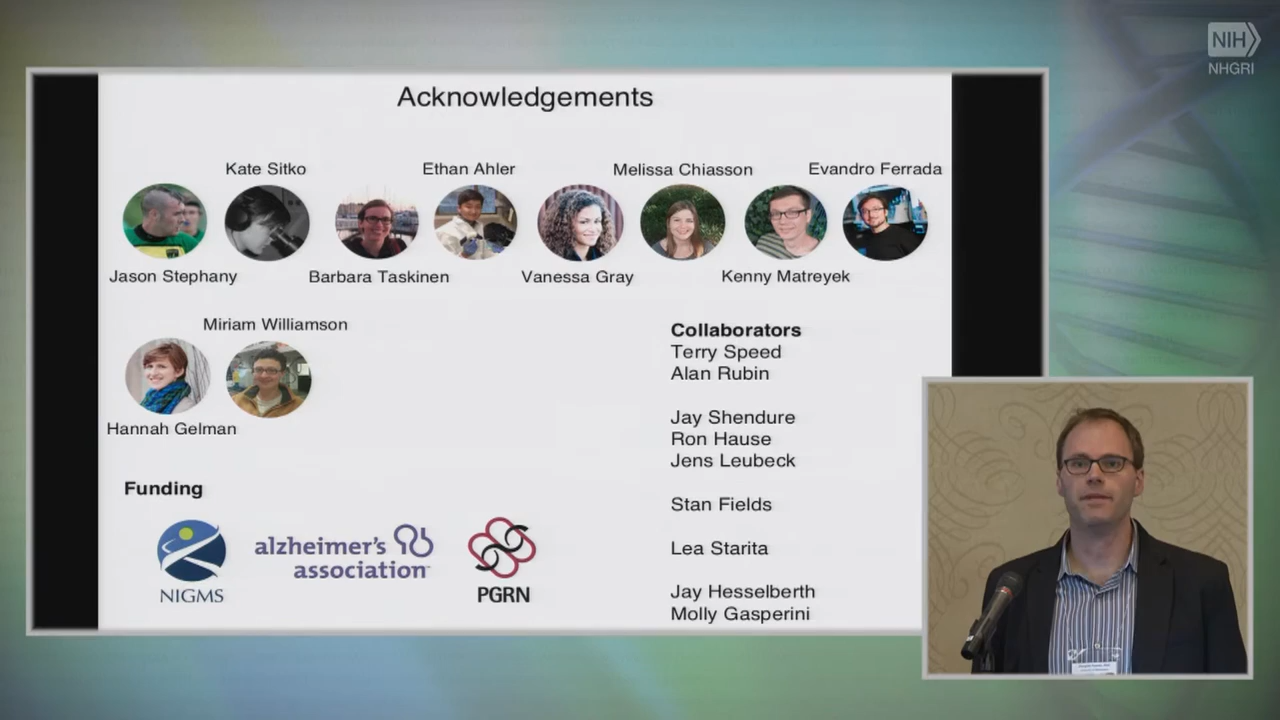 NIH
NHGRI
Acknowledgements
Kate Sitko
Ethan Ahler
Melissa Chiasson
Evandro Ferrada
Jason Stephany
Barbara Taskinen
Vanessa Gray
Kenny Matreyek
Miriam Williamson
Hannah Gelman
Collaborators
Terry Speed
Alan Rubin
Jay Shendure
Ron Hause
Jens Leubeck
Stan Fields
Lea Starita
Jay Hesselberth
Molly Gasperini
Funding
NIGMS
alzheimer's
association
PGRN